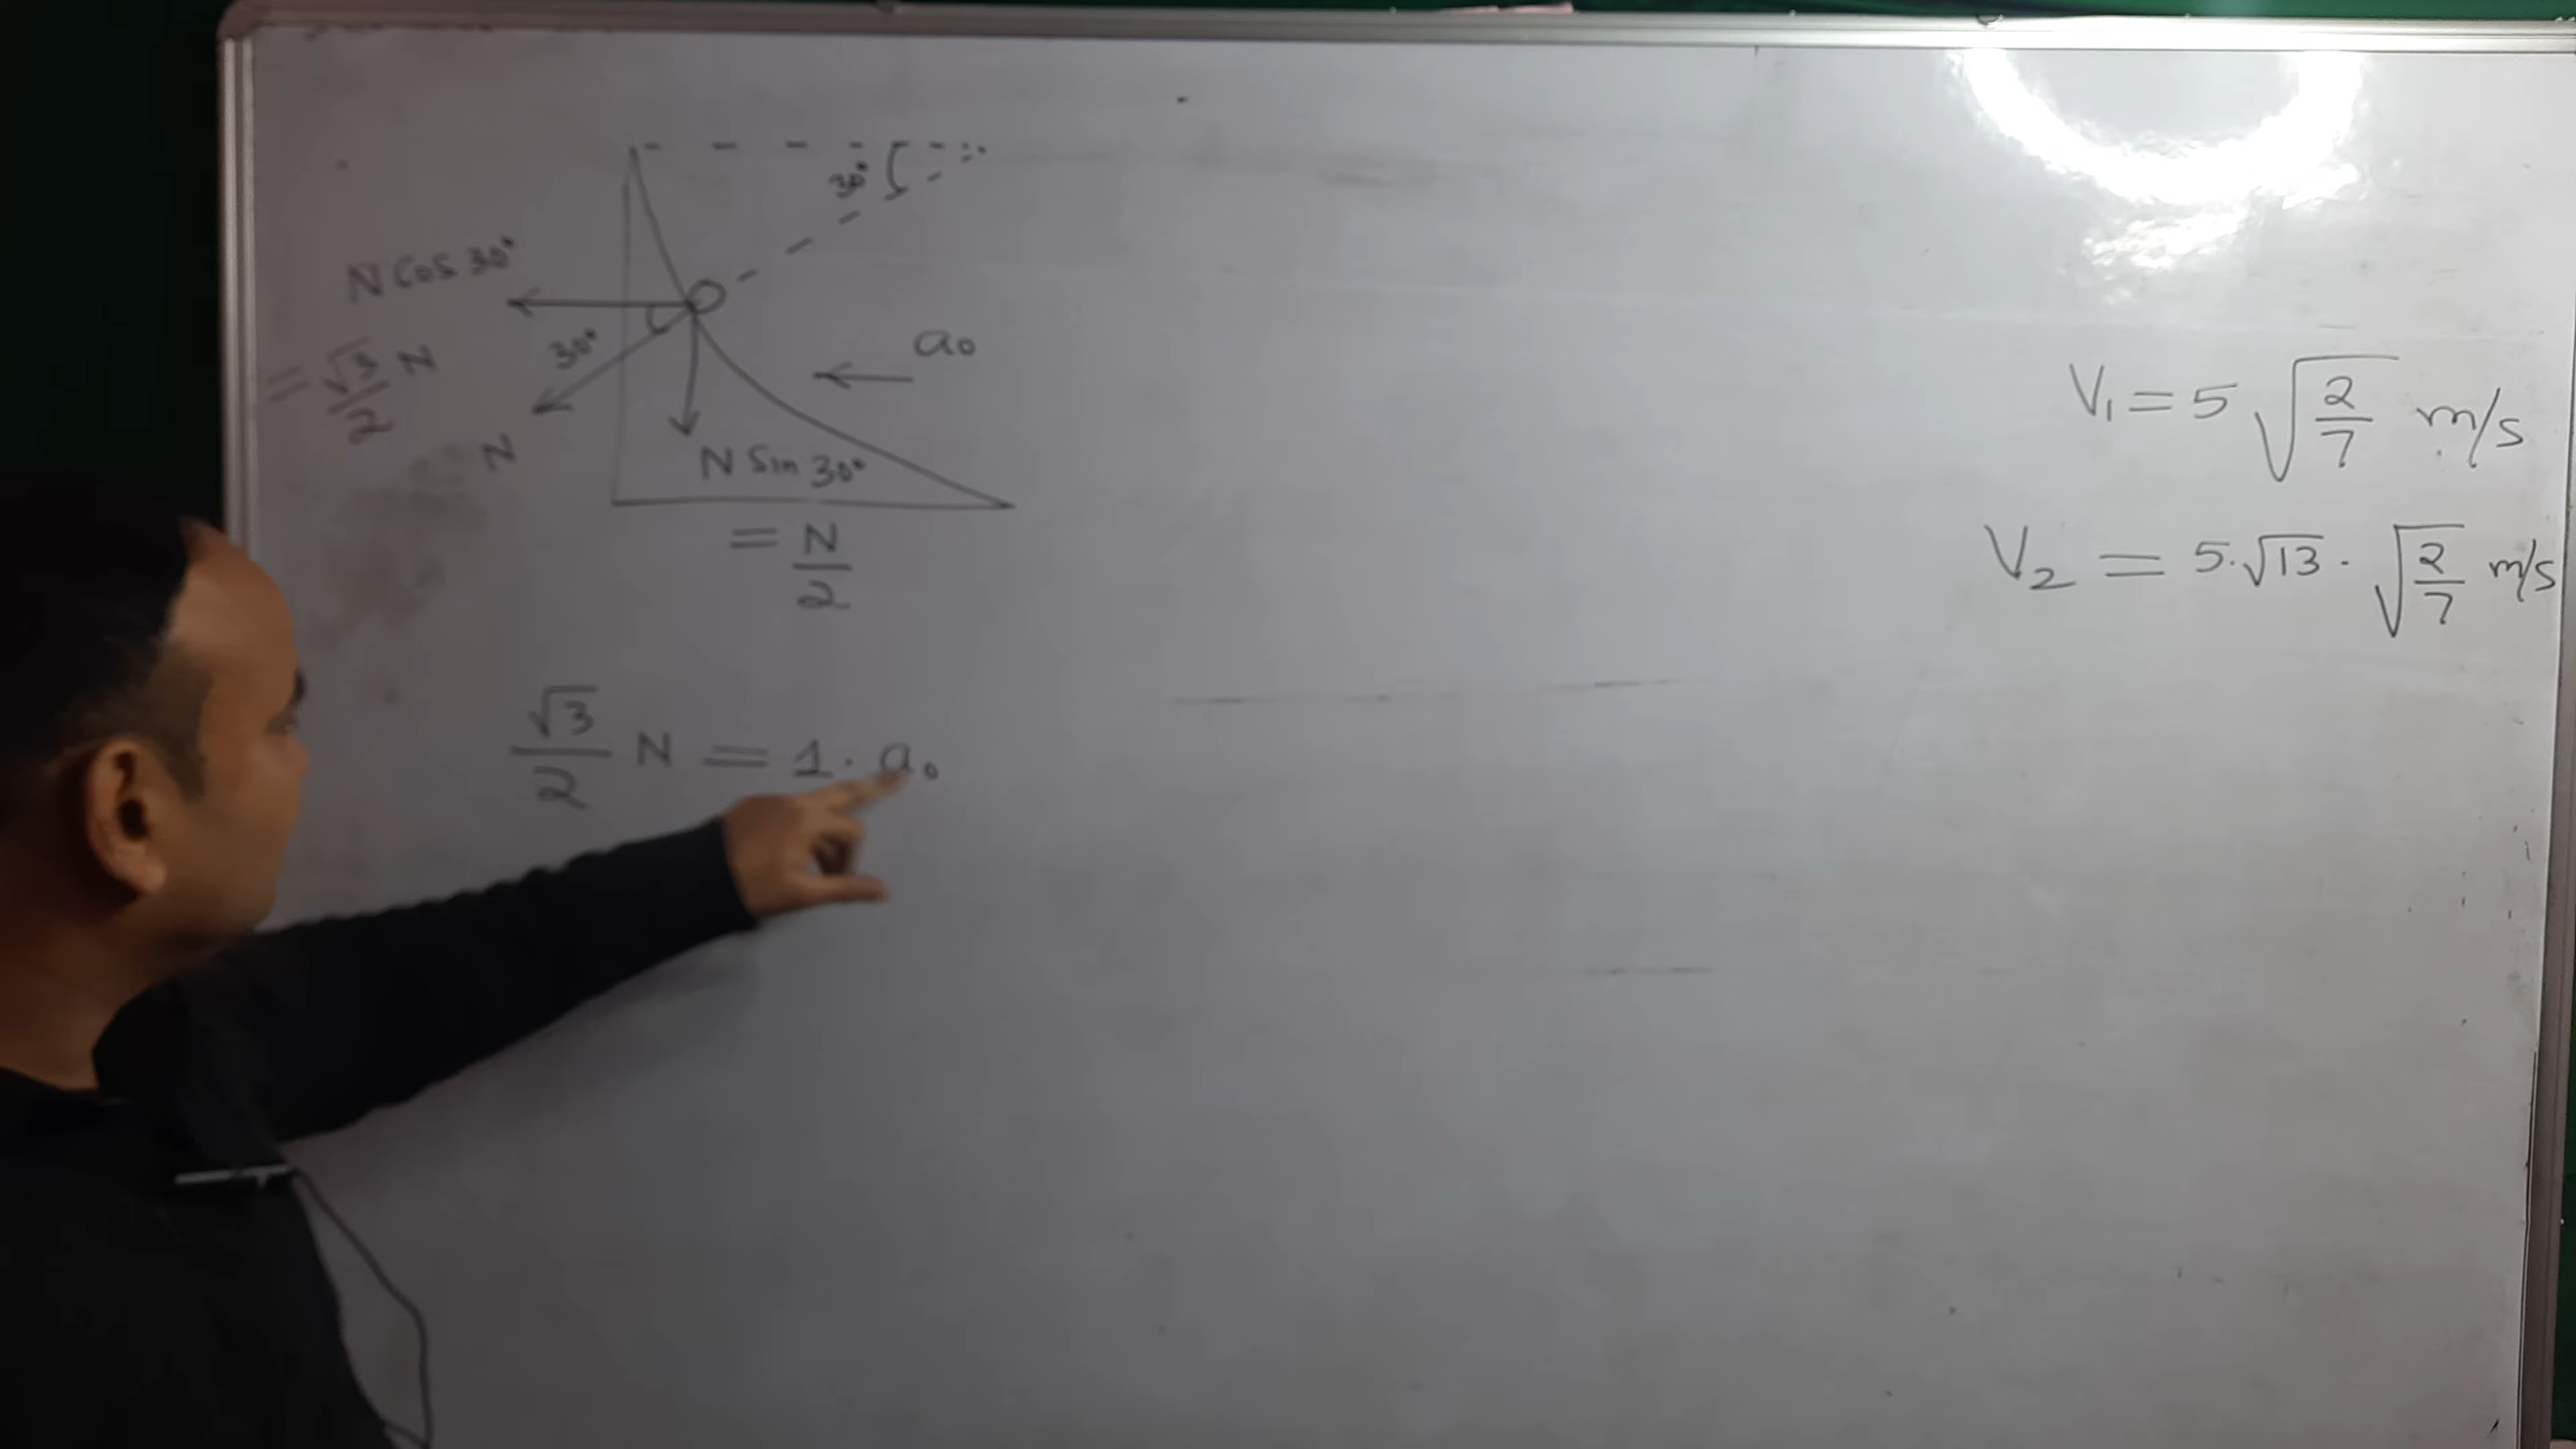 30°
N Cos 30°
= √3/2 N
30°
N
a₀
N Sin 30°
= N/2
√3/2 N = 1. a₀
V₁ = 5 √(2/7) m/s
V₂ = 5.√13 . √(2/7) m/s